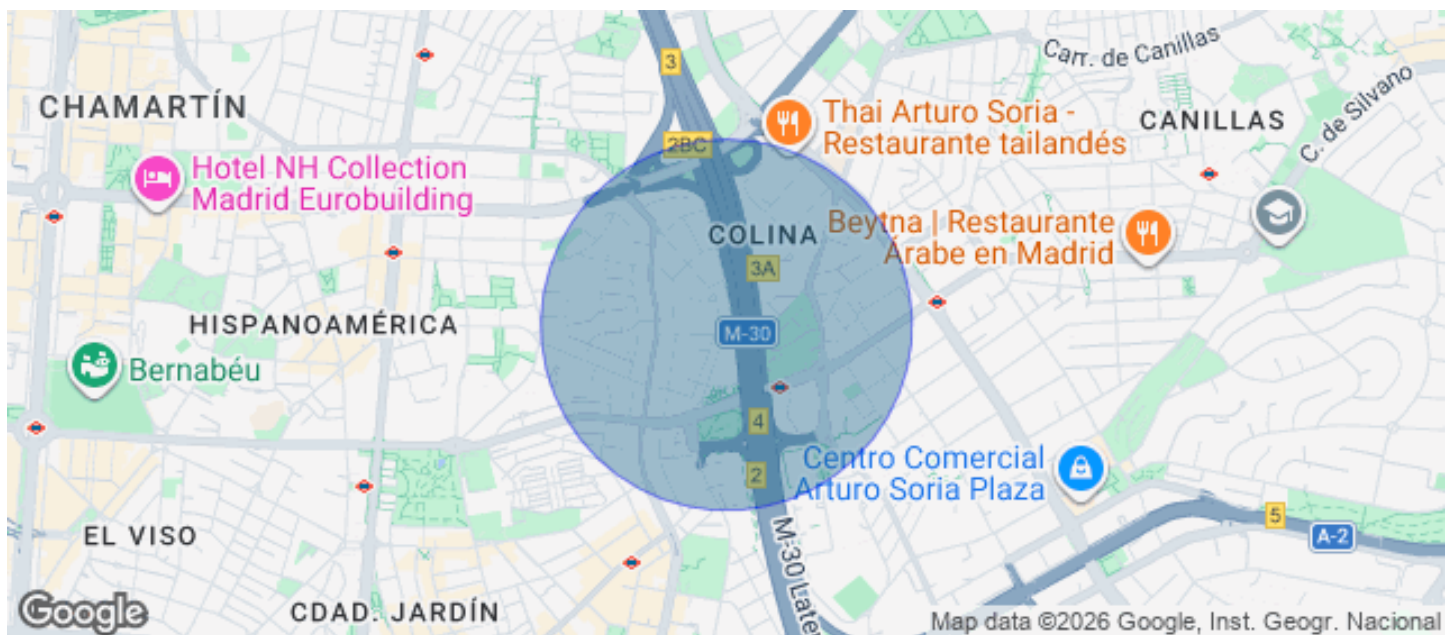 3
Carr. de Canillas
CHAMARTÍN
Thai Arturo Soria -
Restaurante tailandés
CANILLAS
C. de Silvano
2BC
Hotel NH Collection
Madrid Eurobuilding
COLINA
Beytna | Restaurante
Árabe en Madrid
3A
HISPANOAMÉRICA
M-30
Bernabéu
4
2
Centro Comercial
Arturo Soria Plaza
5
A-2
EL VISO
M-30 Late
CDAD. JARDÍN
Google
Map data ©2026 Google, Inst. Geogr. Nacional